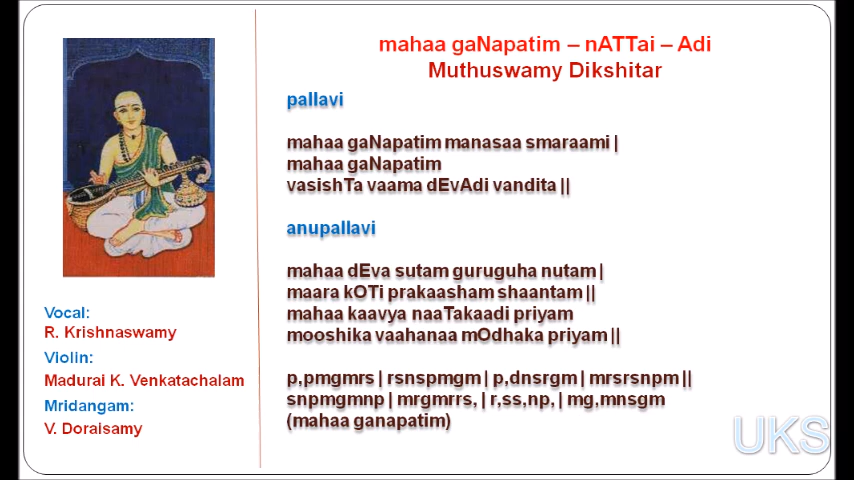 mahaa gaNapatim – nATTai – Adi
Muthuswamy Dikshitar
pallavi
mahaa gaNapatim manasaa smaraami |
mahaa gaNapatim
vasishTa vaama dEvAdi vandita ||
anupallavi
mahaa dEva sutam guruguha nutam |
maara kOTi prakaasham shaantam ||
mahaa kaavya naaTakaadi priyam
mooshika vaahanaa mOdhaka priyam ||
p,pmgmrs | rsnspmgm | p,dnsrgm | mrsrsnpm ||
snpmgmnp | mrgmrrs, | r,ss,np, | mg,mnsgm
(mahaa ganapatim)
Vocal:
R. Krishnaswamy
Violin:
Madurai K. Venkatachalam
Mridangam:
V. Doraisamy
UKS